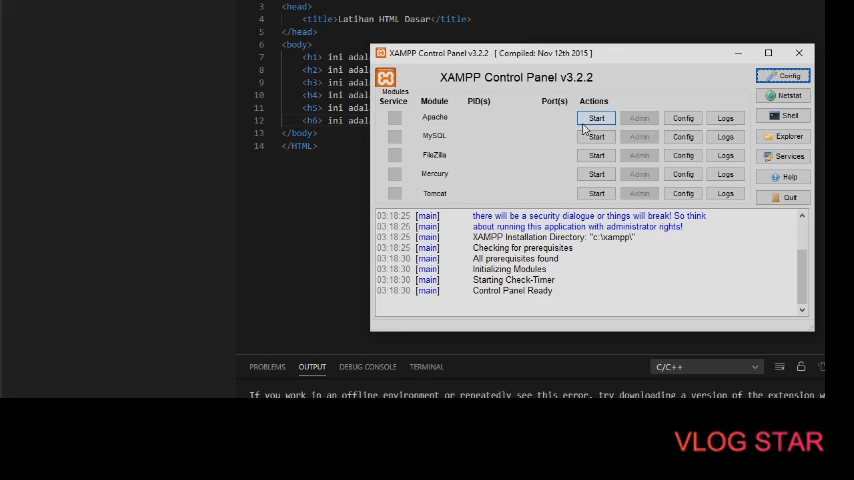 3 <head>
4 <title>Latihan HTML Dasar</title>
5 </head>
6 <body>
7 <h1> ini adal
8 <h2> ini adal
9 <h3> ini adal
10 <h4> ini adal
11 <h5> ini adal
12 <h6> ini adal
13 </body>
14 </HTML>
XAMPP Control Panel v3.2.2 [ Compiled: Nov 12th 2015 ]
XAMPP Control Panel v3.2.2
Config
Modules
Service Module PID(s) Port(s) Actions
Netstat
Apache Start Admin Config Logs
Shell
MySQL Start Admin Config Logs
Explorer
FileZilla Start Admin Config Logs
Services
Mercury Start Admin Config Logs
Help
Tomcat Start Admin Config Logs
Quit
03:18:25 [main] there will be a security dialogue or things will break! So think
03:18:25 [main] about running this application with administrator rights!
03:18:25 [main] XAMPP Installation Directory: "c:\xampp\"
03:18:25 [main] Checking for prerequisites
03:18:30 [main] All prerequisites found
03:18:30 [main] Initializing Modules
03:18:30 [main] Starting Check-Timer
03:18:30 [main] Control Panel Ready
PROBLEMS OUTPUT DEBUG CONSOLE TERMINAL C/C++
If you work in an offline environment or repeatedly see this error, try downloading a version of the extension w
VLOG STAR